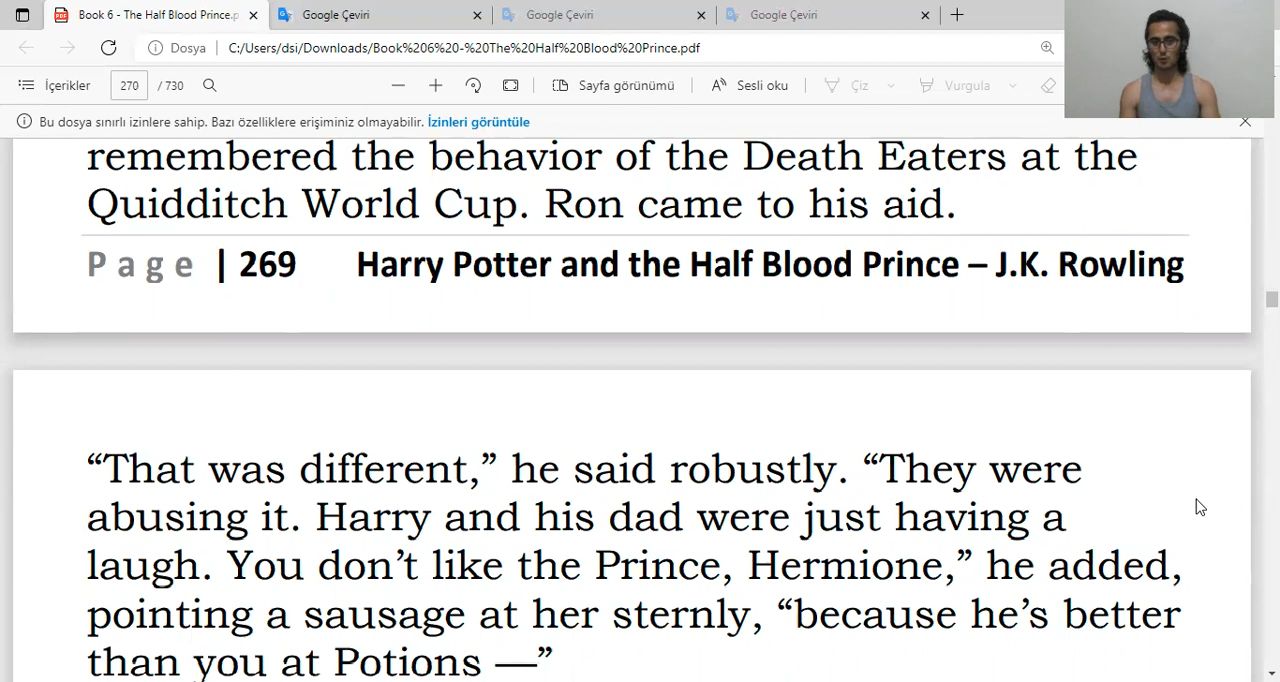 Book 6 - The Half Blood Prince.p
Google Çeviri
Google Çeviri
Google Çeviri
Dosya
C:/Users/dsi/Downloads/Book%206%20-%20The%20Half%20Blood%20Prince.pdf
İçerikler
270 / 730
Sayfa görünümü
Sesli oku
Çiz
Vurgula
Bu dosya sınırlı izinlere sahip. Bazı özelliklere erişiminiz olmayabilir. İzinleri görüntüle
remembered the behavior of the Death Eaters at the
Quidditch World Cup. Ron came to his aid.
Page | 269 Harry Potter and the Half Blood Prince – J.K. Rowling
“That was different,” he said robustly. “They were
abusing it. Harry and his dad were just having a
laugh. You don’t like the Prince, Hermione,” he added,
pointing a sausage at her sternly, “because he’s better
than you at Potions —”